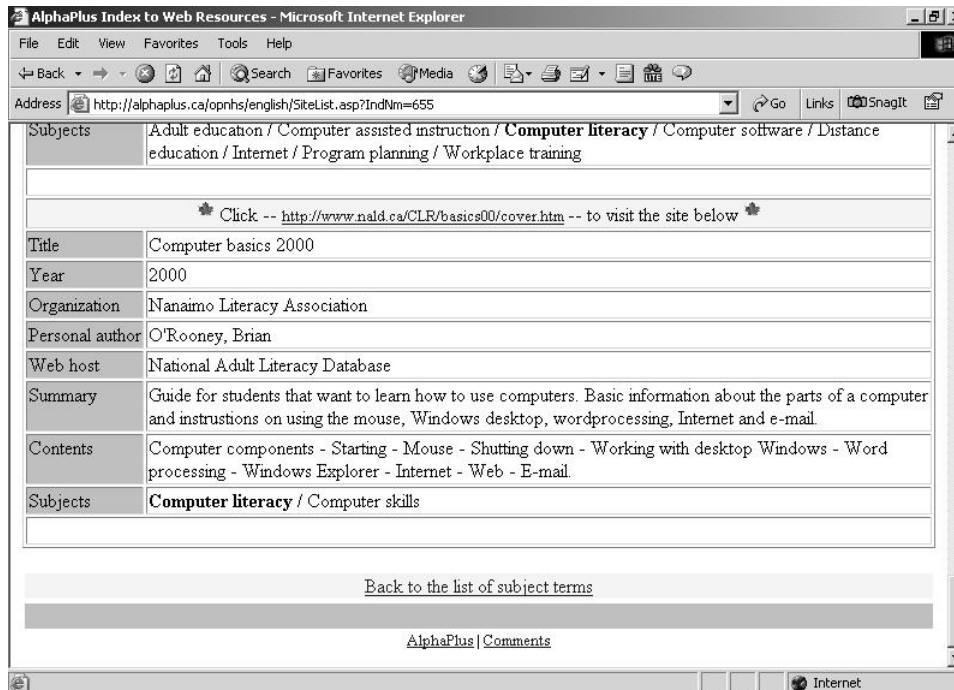 AlphaPlus Index to Web Resources - Microsoft Internet Explorer
File Edit View Favorites Tools Help
Back Search Favorites Media
Address http://alphaplus.ca/opnhs/english/SiteList.asp?IndNm=655 Go Links SnagIt
Subjects Adult education / Computer assisted instruction / Computer literacy / Computer software / Distance
education / Internet / Program planning / Workplace training
Click -- http://www.nald.ca/CLR/basics00/cover.htm -- to visit the site below
Title Computer basics 2000
Year 2000
Organization Nanaimo Literacy Association
Personal author O'Rooney, Brian
Web host National Adult Literacy Database
Summary Guide for students that want to learn how to use computers. Basic information about the parts of a computer
and instrustions on using the mouse, Windows desktop, wordprocessing, Internet and e-mail.
Contents Computer components - Starting - Mouse - Shutting down - Working with desktop Windows - Word
processing - Windows Explorer - Internet - Web - E-mail.
Subjects Computer literacy / Computer skills
Back to the list of subject terms
AlphaPlus | Comments
Internet